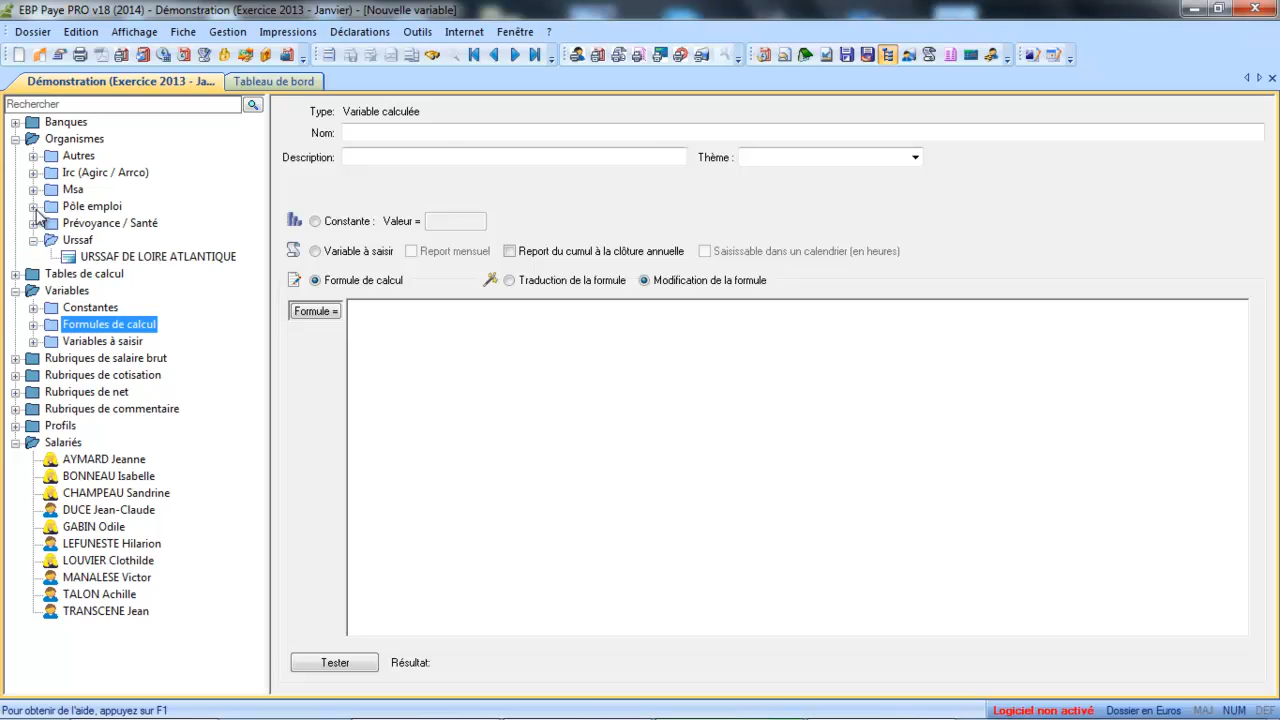 EBP Paye PRO v18 (2014) - Démonstration (Exercice 2013 - Janvier) - [Nouvelle variable]
Dossier Edition Affichage Fiche Gestion Impressions Déclarations Outils Internet Fenêtre ?
Démonstration (Exercice 2013 - Ja... Tableau de bord
Rechercher
Banques
Organismes
Autres
Irc (Agirc / Arrco)
Msa
Pôle emploi
Prévoyance / Santé
Urssaf
URSSAF DE LOIRE ATLANTIQUE
Tables de calcul
Variables
Constantes
Formules de calcul
Variables à saisir
Rubriques de salaire brut
Rubriques de cotisation
Rubriques de net
Rubriques de commentaire
Profils
Salariés
AYMARD Jeanne
BONNEAU Isabelle
CHAMPEAU Sandrine
DUCE Jean-Claude
GABIN Odile
LEFUNESTE Hilarion
LOUVIER Clothilde
MANALESE Victor
TALON Achille
TRANSCENE Jean
Type: Variable calculée
Nom:
Description: Thème :
Constante : Valeur =
Variable à saisir Report mensuel Report du cumul à la clôture annuelle Saisissable dans un calendrier (en heures)
Formule de calcul Traduction de la formule Modification de la formule
Formule =
Tester Résultat:
Pour obtenir de l'aide, appuyez sur F1 Logiciel non activé Dossier en Euros MAJ NUM DEF